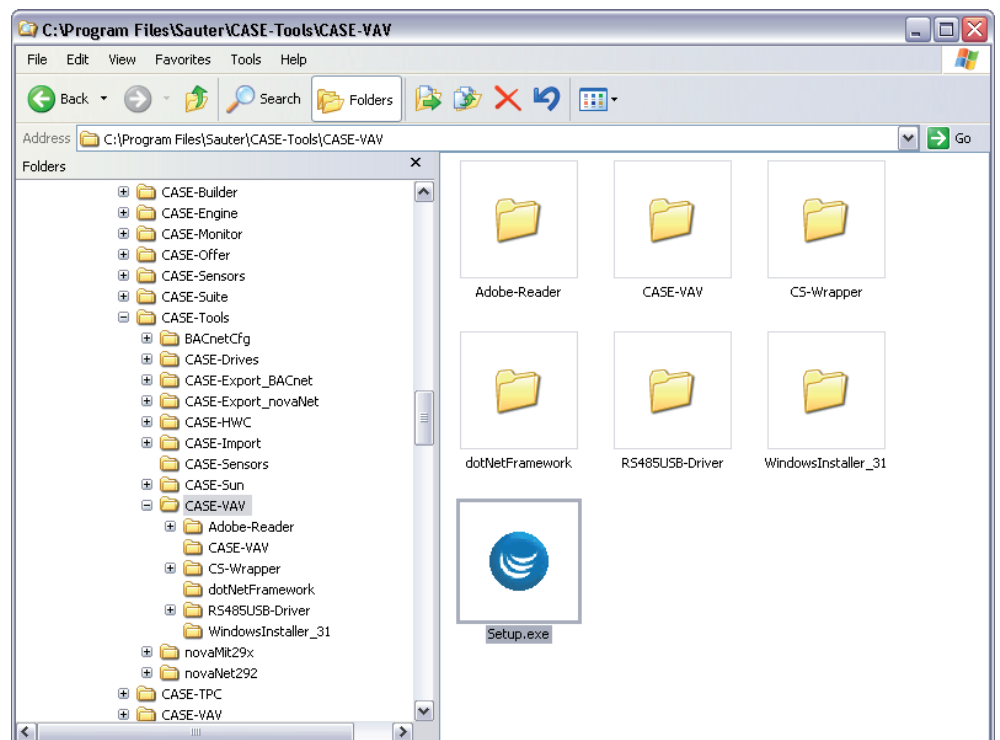 C:\Program Files\Sauter\CASE-Tools\CASE-VAV
File Edit View Favorites Tools Help
Back Search Folders
Address C:\Program Files\Sauter\CASE-Tools\CASE-VAV Go
Folders
CASE-Builder
CASE-Engine
CASE-Monitor
CASE-Offer
CASE-Sensors
CASE-Suite
CASE-Tools
BACnetCfg
CASE-Drives
CASE-Export_BACnet
CASE-Export_novaNet
CASE-HWC
CASE-Import
CASE-Sensors
CASE-Sun
CASE-VAV
Adobe-Reader
CASE-VAV
CS-Wrapper
dotNetFramework
RS485USB-Driver
WindowsInstaller_31
novaMit29x
novaNet292
CASE-TPC
CASE-VAV
Adobe-Reader CASE-VAV CS-Wrapper
dotNetFramework RS485USB-Driver WindowsInstaller_31
Setup.exe